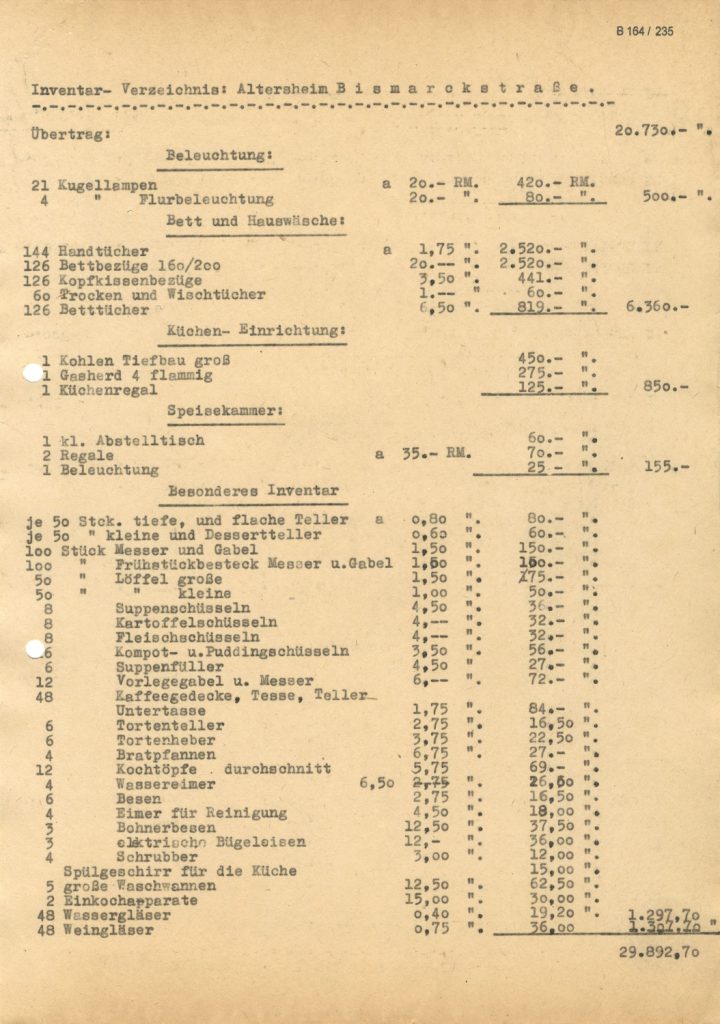 B 164 / 235
Inventar- Verzeichnis: Altersheim Bismarckstraße.
Übertrag: 20.730.- ".
Beleuchtung:
21 Kugellampen a 20.- RM. 420.- RM.
4 " Flurbeleuchtung 20.- ". 80.- ". 500.- ".
Bett und Hauswäsche:
144 Handtücher a 1,75 ". 2.520.- ".
126 Bettbezüge 160/200 20.-- ". 2.520.- ".
126 Kopfkissenbezüge 3,50 ". 441.- ".
60 Trocken und Wischtücher 1.-- " 60.- ".
126 Betttücher 6,50 ". 819.- ". 6.360.-
Küchen- Einrichtung:
1 Kohlen Tiefbau groß 450.- ".
1 Gasherd 4 flammig 275.- ".
1 Küchenregal 125.- ". 850.-
Speisekammer:
1 kl. Abstelltisch 60.- ".
2 Regale a 35.- RM. 70.- ".
1 Beleuchtung 25 - ". 155.-
Besonderes Inventar
je 50 Stck. tiefe, und flache Teller a 0,80 ". 80.- ".
je 50 " kleine und Dessertteller 0,60 ". 60.- ".
100 Stück Messer und Gabel 1,50 ". 150.- ".
100 " Frühstückbesteck Messer u.Gabel ". ".
50 " Löffel große 1,50 ". 75.- ".
50 " " kleine 1,00 ". 50.- ".
8 Suppenschüsseln 4,50 ". 36.- ".
8 Kartoffelschüsseln 4,-- ". 32.- ".
8 Fleischschüsseln 4,-- ". 32.- ".
6 Kompot- u.Puddingschüsseln 3,50 ". 56.- ".
6 Suppenfüller 4,50 ". 27.- ".
12 Vorlegegabel u. Messer 6,-- ". 72.- ".
48 Kaffeegedecke, Tesse, Teller
Untertasse 1,75 ". 84.- ".
6 Tortenteller 2,75 ". 16,50 ".
6 Tortenheber 3,75 ". 22,50 ".
4 Bratpfannen 6,75 ". 27.- ".
12 Kochtöpfe . durchschnitt 5,75 69.- ".
4 Wassereimer 6,50 2,75 ". 26,00 ".
6 Besen 2,75 ". 16,50 ".
4 Eimer für Reinigung 4,50 ". 18,00 ".
3 Bohnerbesen 12,50 ". 37,50 ".
3 elektrische Bügeleisen 12,- ". 36,00 ".
4 Schrubber 3,00 ". 12,00 ".
Spülgeschirr für die Küche 15,00 ".
5 große Waschwannen 12,50 ". 62,50 ".
2 Einkochapparate 15,00 ". 30,00 ".
48 Wassergläser 0,40 ". 19,20 ". 1.297,70
48 Weingläser 0,75 ". 36,00 1.307.70 "
29.892,70